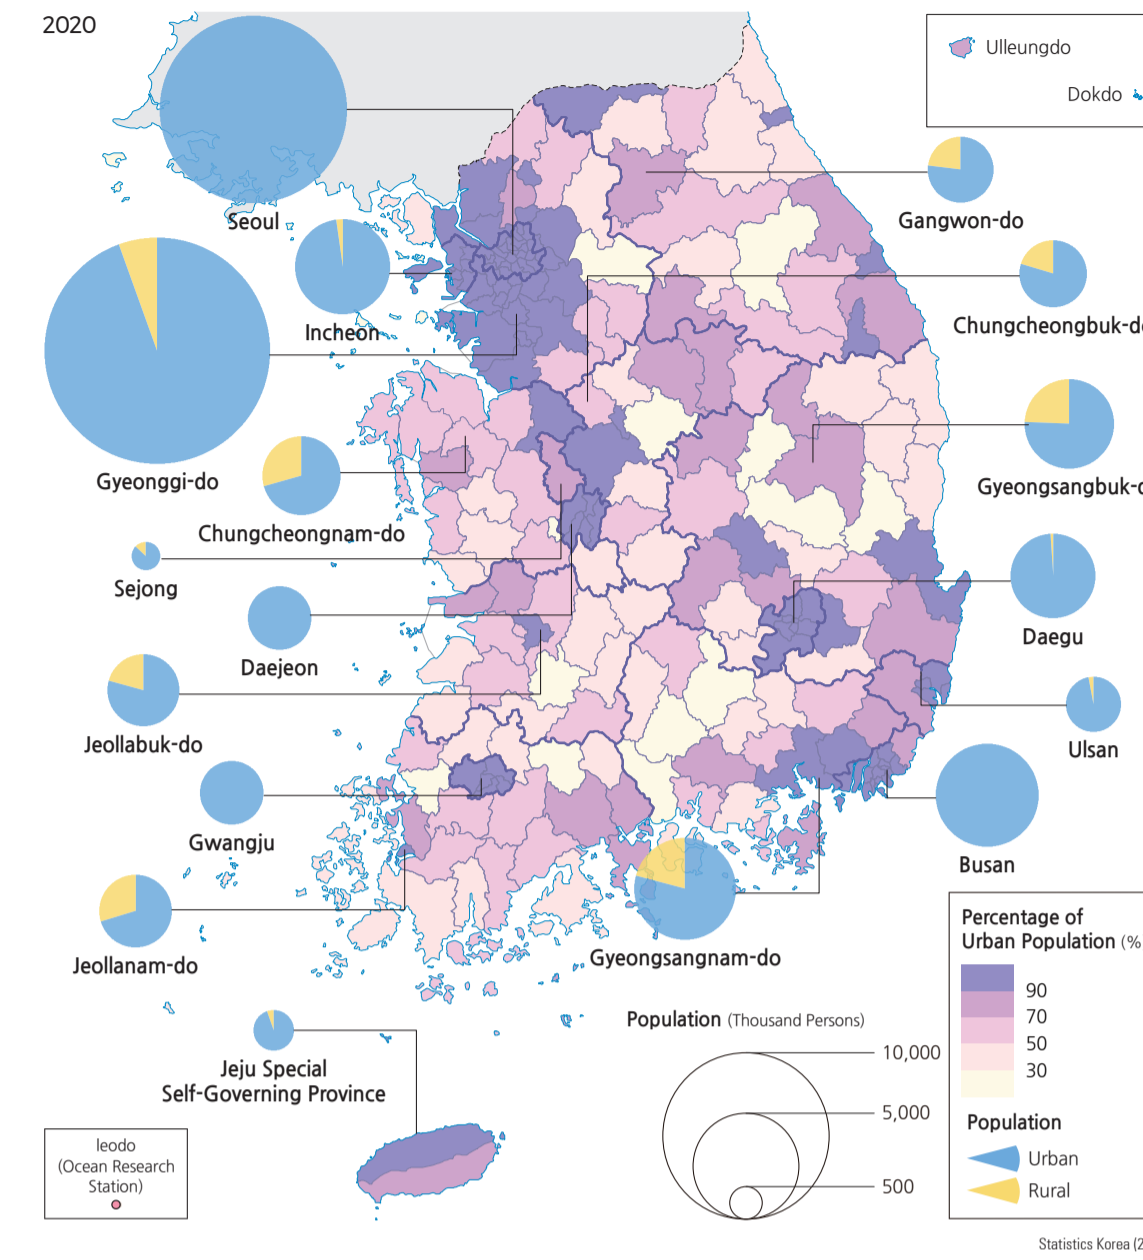 2020
Ulleungdo
Dokdo
Seoul
Gangwon-do
Incheon
Chungcheongbuk-d
Gyeonggi-do
Chungcheongnam-do
Gyeongsangbuk-d
Sejong
Daejeon
Daegu
Jeollabuk-do
Ulsan
Gwangju
Busan
Jeollanam-do
Gyeongsangnam-do
Jeju Special
Self-Governing Province
Ieodo
(Ocean Research
Station)
Population (Thousand Persons)
10,000
5,000
500
Percentage of
Urban Population (%
90
70
50
30
Population
Urban
Rural
Statistics Korea (2